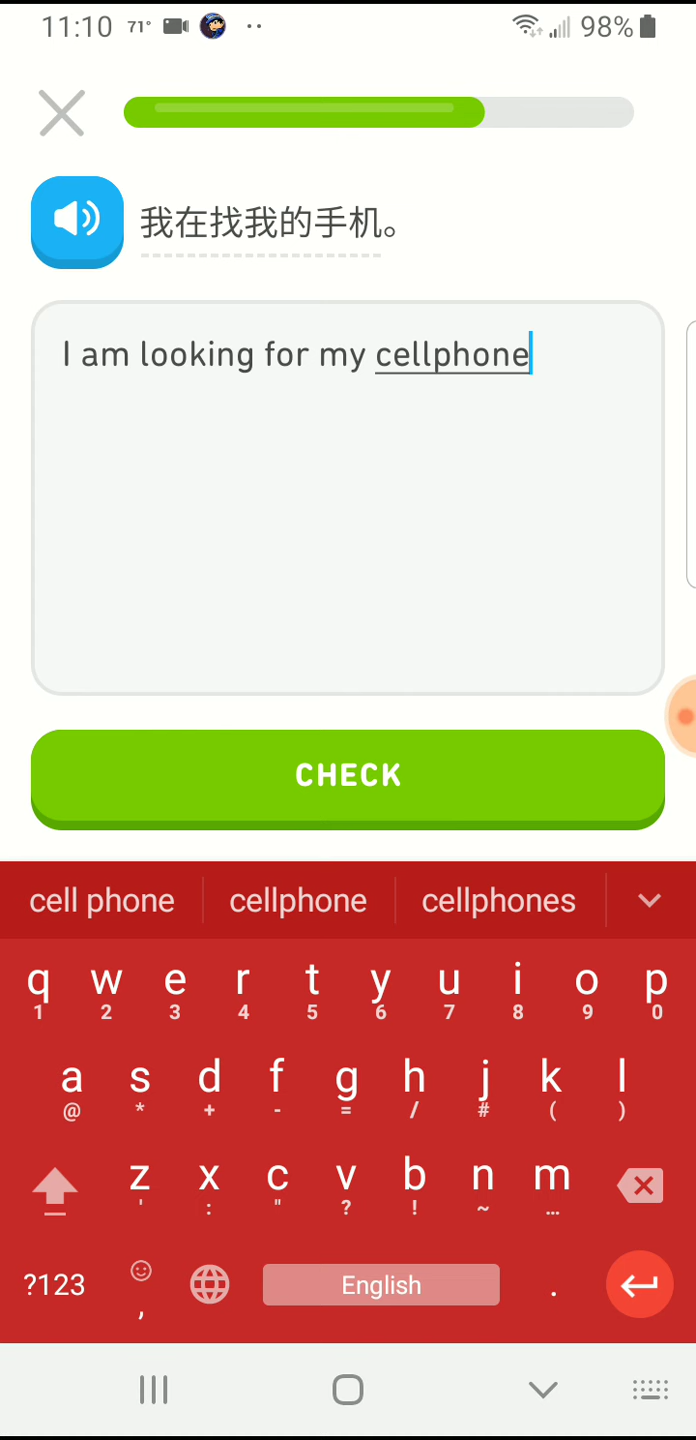 11:10 71° 98%
我在找我的手机。
I am looking for my cellphone
CHECK
cell phone cellphone cellphones
q w e r t y u i o p
1 2 3 4 5 6 7 8 9 0
a s d f g h j k l
@ * + - = / # ( )
z x c v b n m
' : " ? ! ~ …
?123 , English .